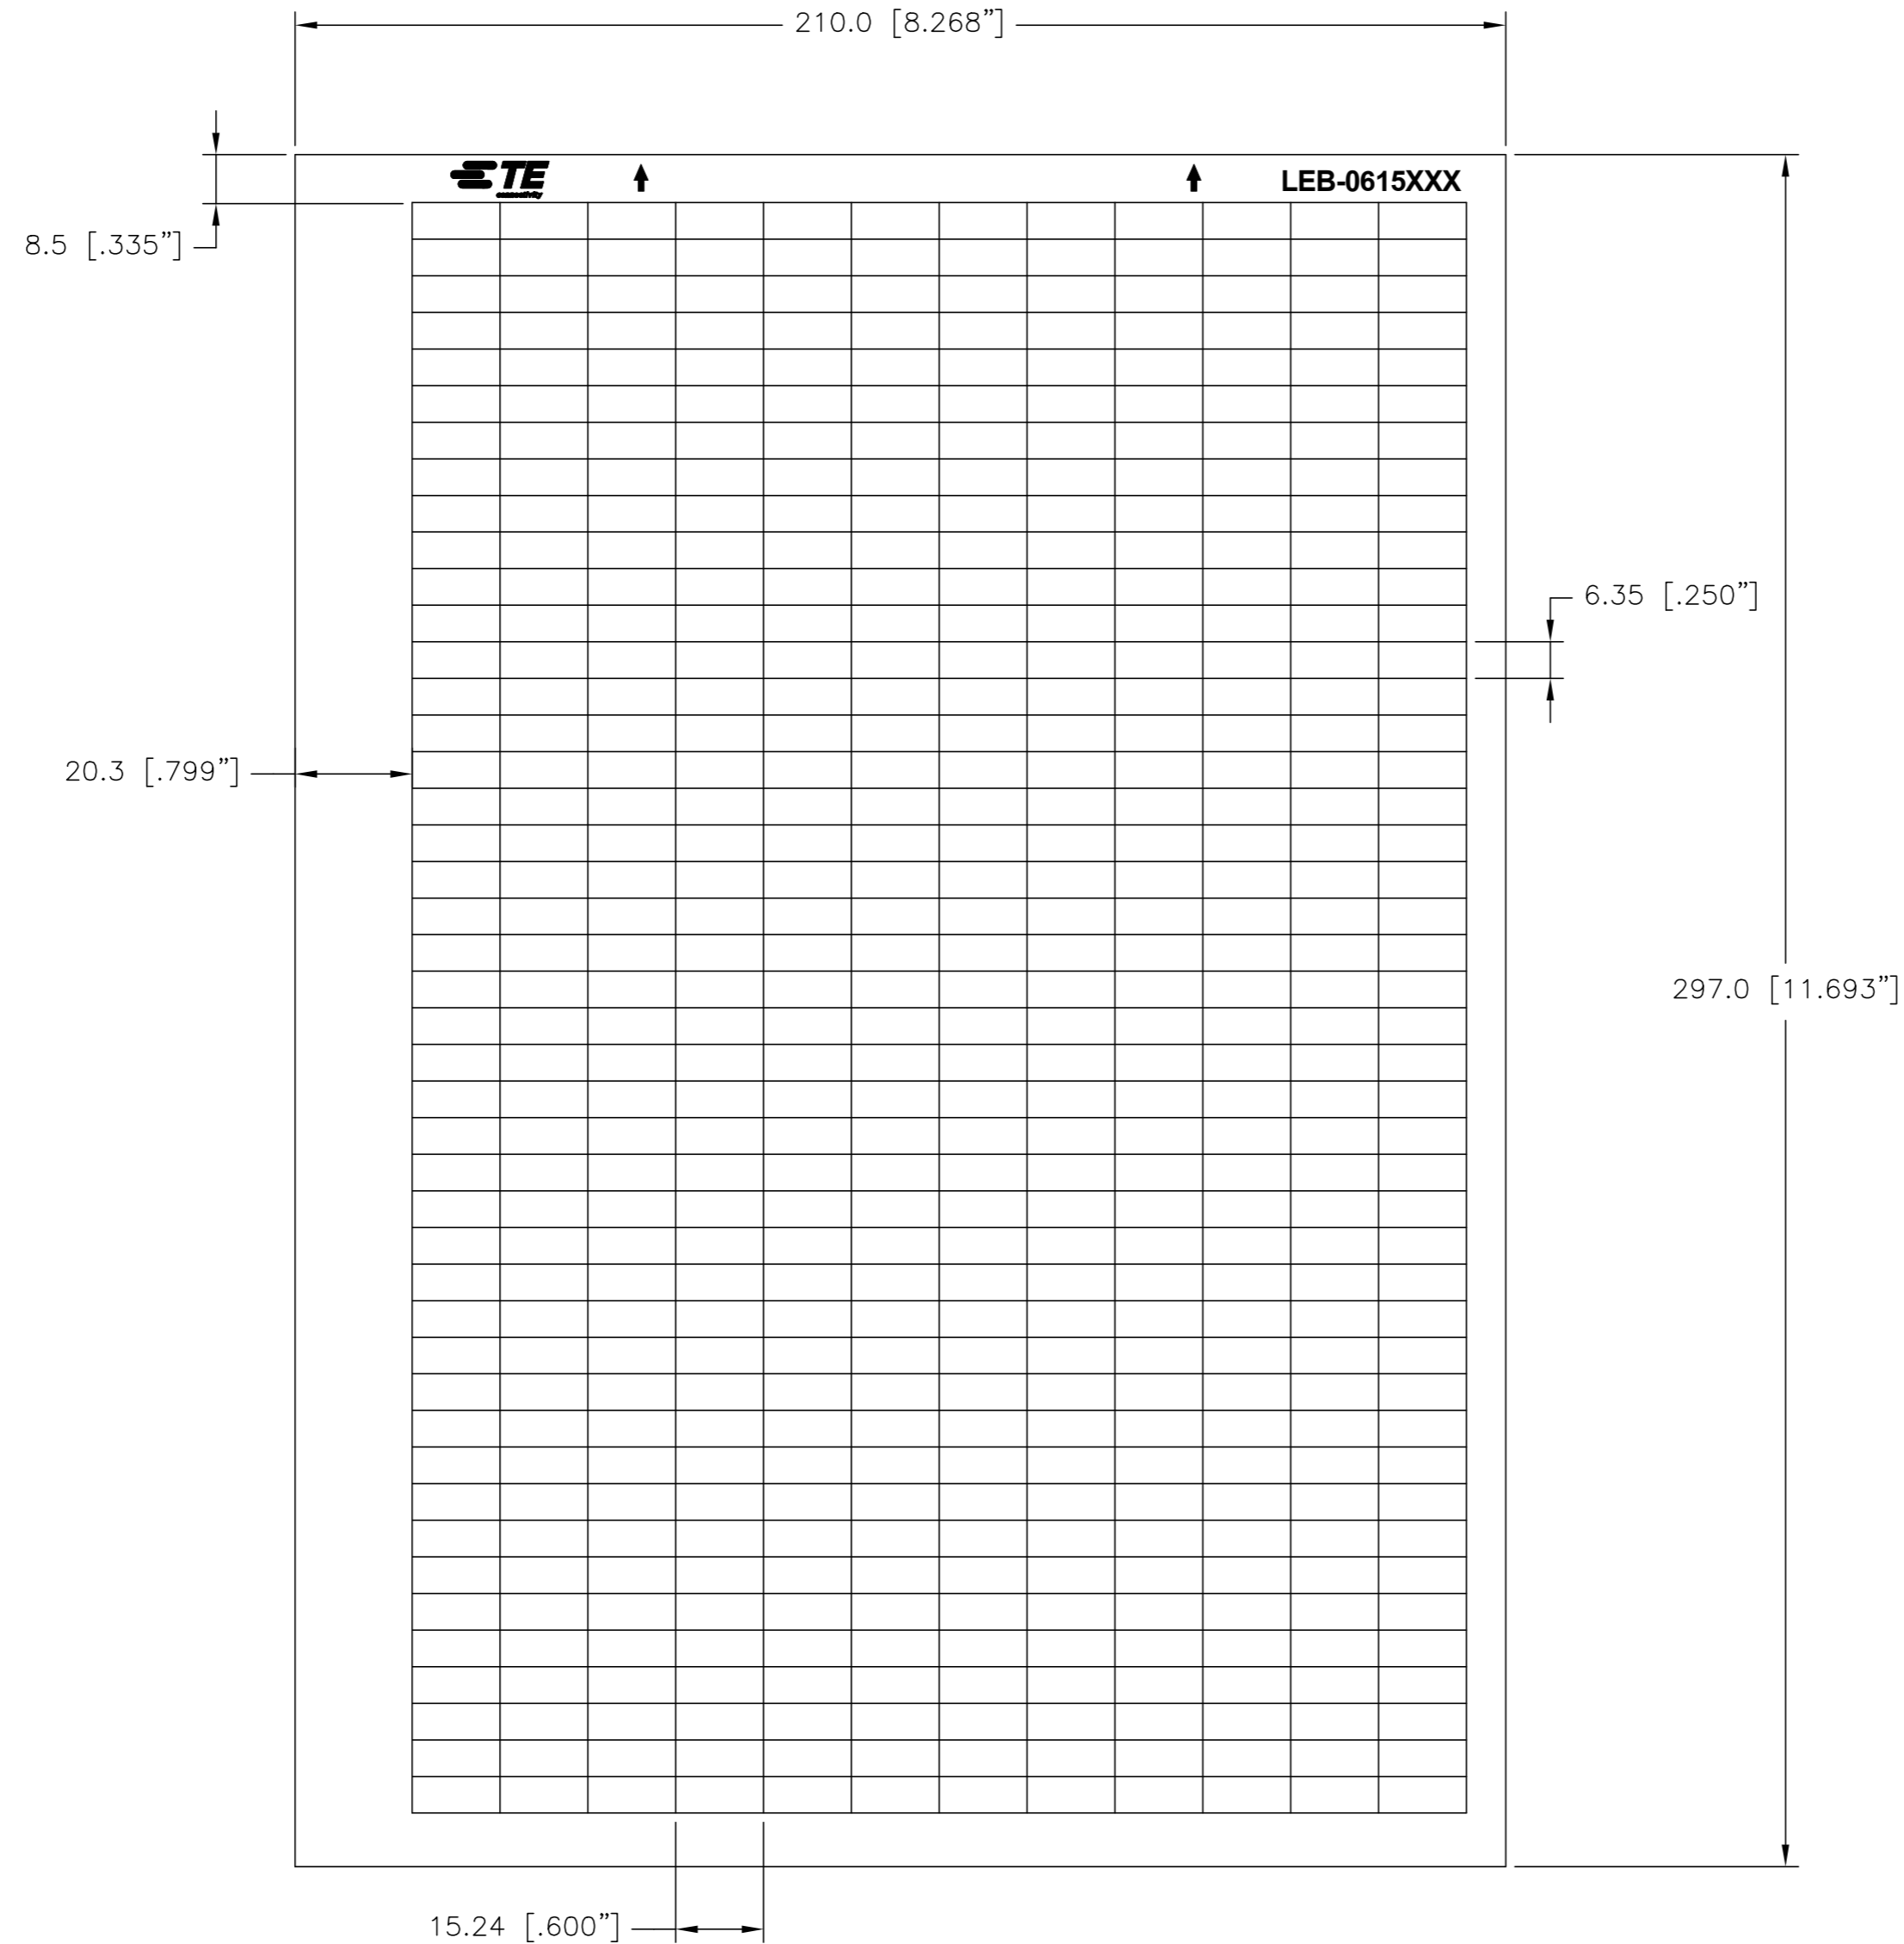 210.0 [8.268”]
TE
connectivity
LEB-0615XXX
8.5 [.335”]
6.35 [.250”]
20.3 [.799”]
297.0 [11.693”]
15.24 [.600”]